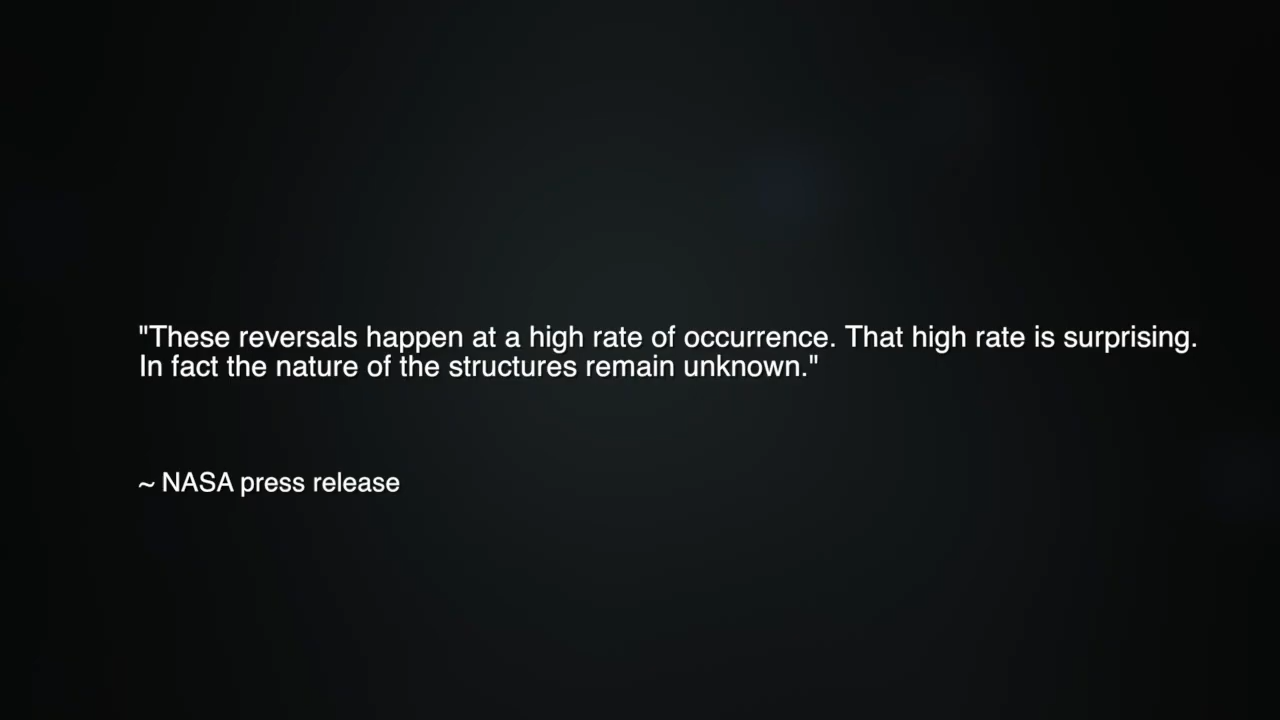 "These reversals happen at a high rate of occurrence. That high rate is surprising.
In fact the nature of the structures remain unknown."
~ NASA press release